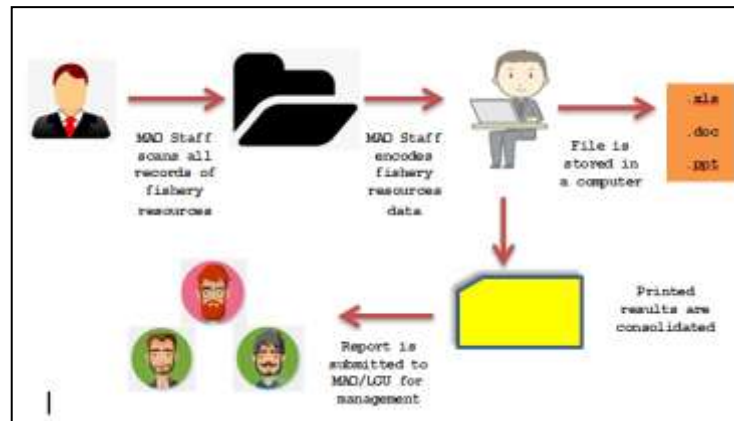 MAO Staff
scans all
records of
fishery
resources
MAO Staff
encodes
fishery
resources
data
File is
stored in
a computer
.xls
.doc
.ppt
Printed
results are
consolidated
Report is
submitted to
MAO/LGU for
management